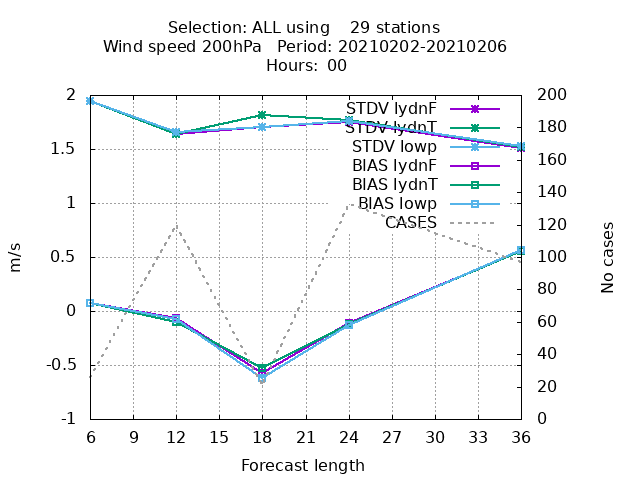 Selection: ALL using    29 stations
Wind speed 200hPa   Period: 20210202-20210206
Hours: 00
2
1.5
1
0.5
0
-0.5
-1
200
180
160
140
120
100
80
60
40
20
0
6
9
12
15
18
21
24
27
30
33
36
m/s
No cases
Forecast length
STDV lydnF
STDV lydnT
STDV lowp
BIAS lydnF
BIAS lydnT
BIAS lowp
CASES